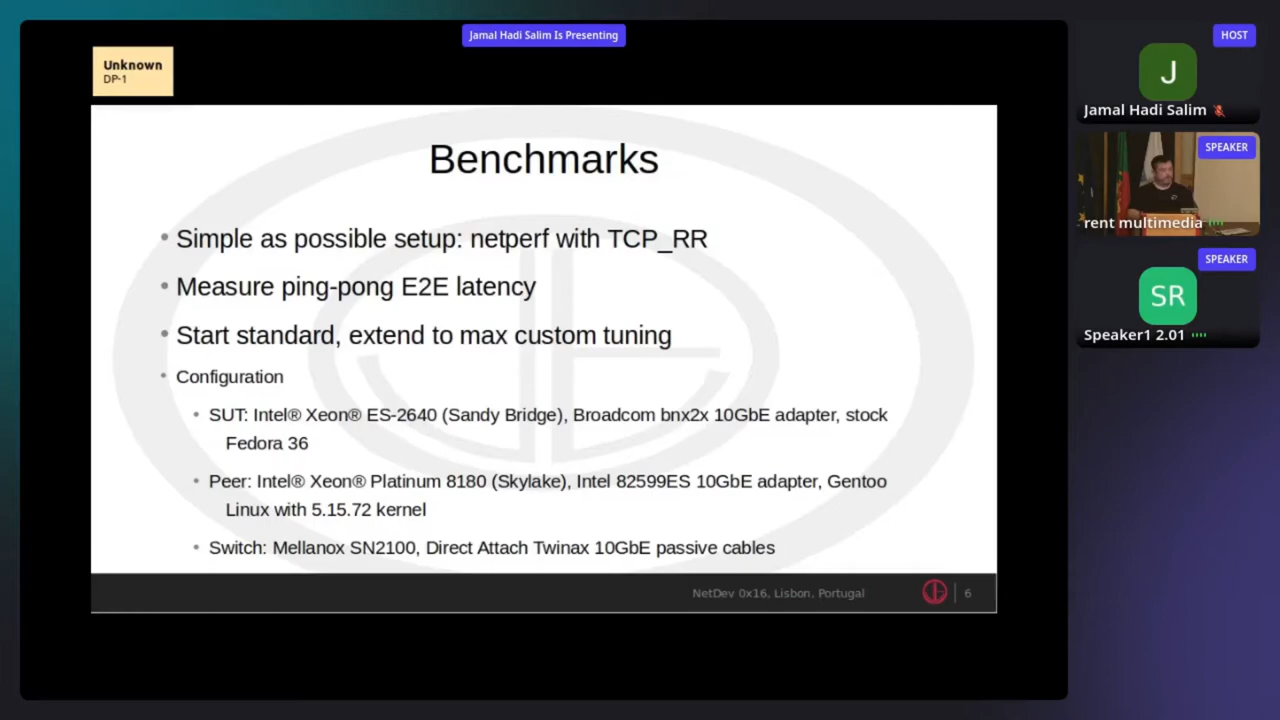 Jamal Hadi Salim Is Presenting
Unknown
DP-1
Benchmarks
• Simple as possible setup: netperf with TCP_RR
• Measure ping-pong E2E latency
• Start standard, extend to max custom tuning
• Configuration
• SUT: Intel® Xeon® ES-2640 (Sandy Bridge), Broadcom bnx2x 10GbE adapter, stock
Fedora 36
• Peer: Intel® Xeon® Platinum 8180 (Skylake), Intel 82599ES 10GbE adapter, Gentoo
Linux with 5.15.72 kernel
• Switch: Mellanox SN2100, Direct Attach Twinax 10GbE passive cables
NetDev 0x16, Lisbon, Portugal
6
HOST
J
Jamal Hadi Salim
SPEAKER
rent multimedia
SPEAKER
SR
Speaker1 2.01